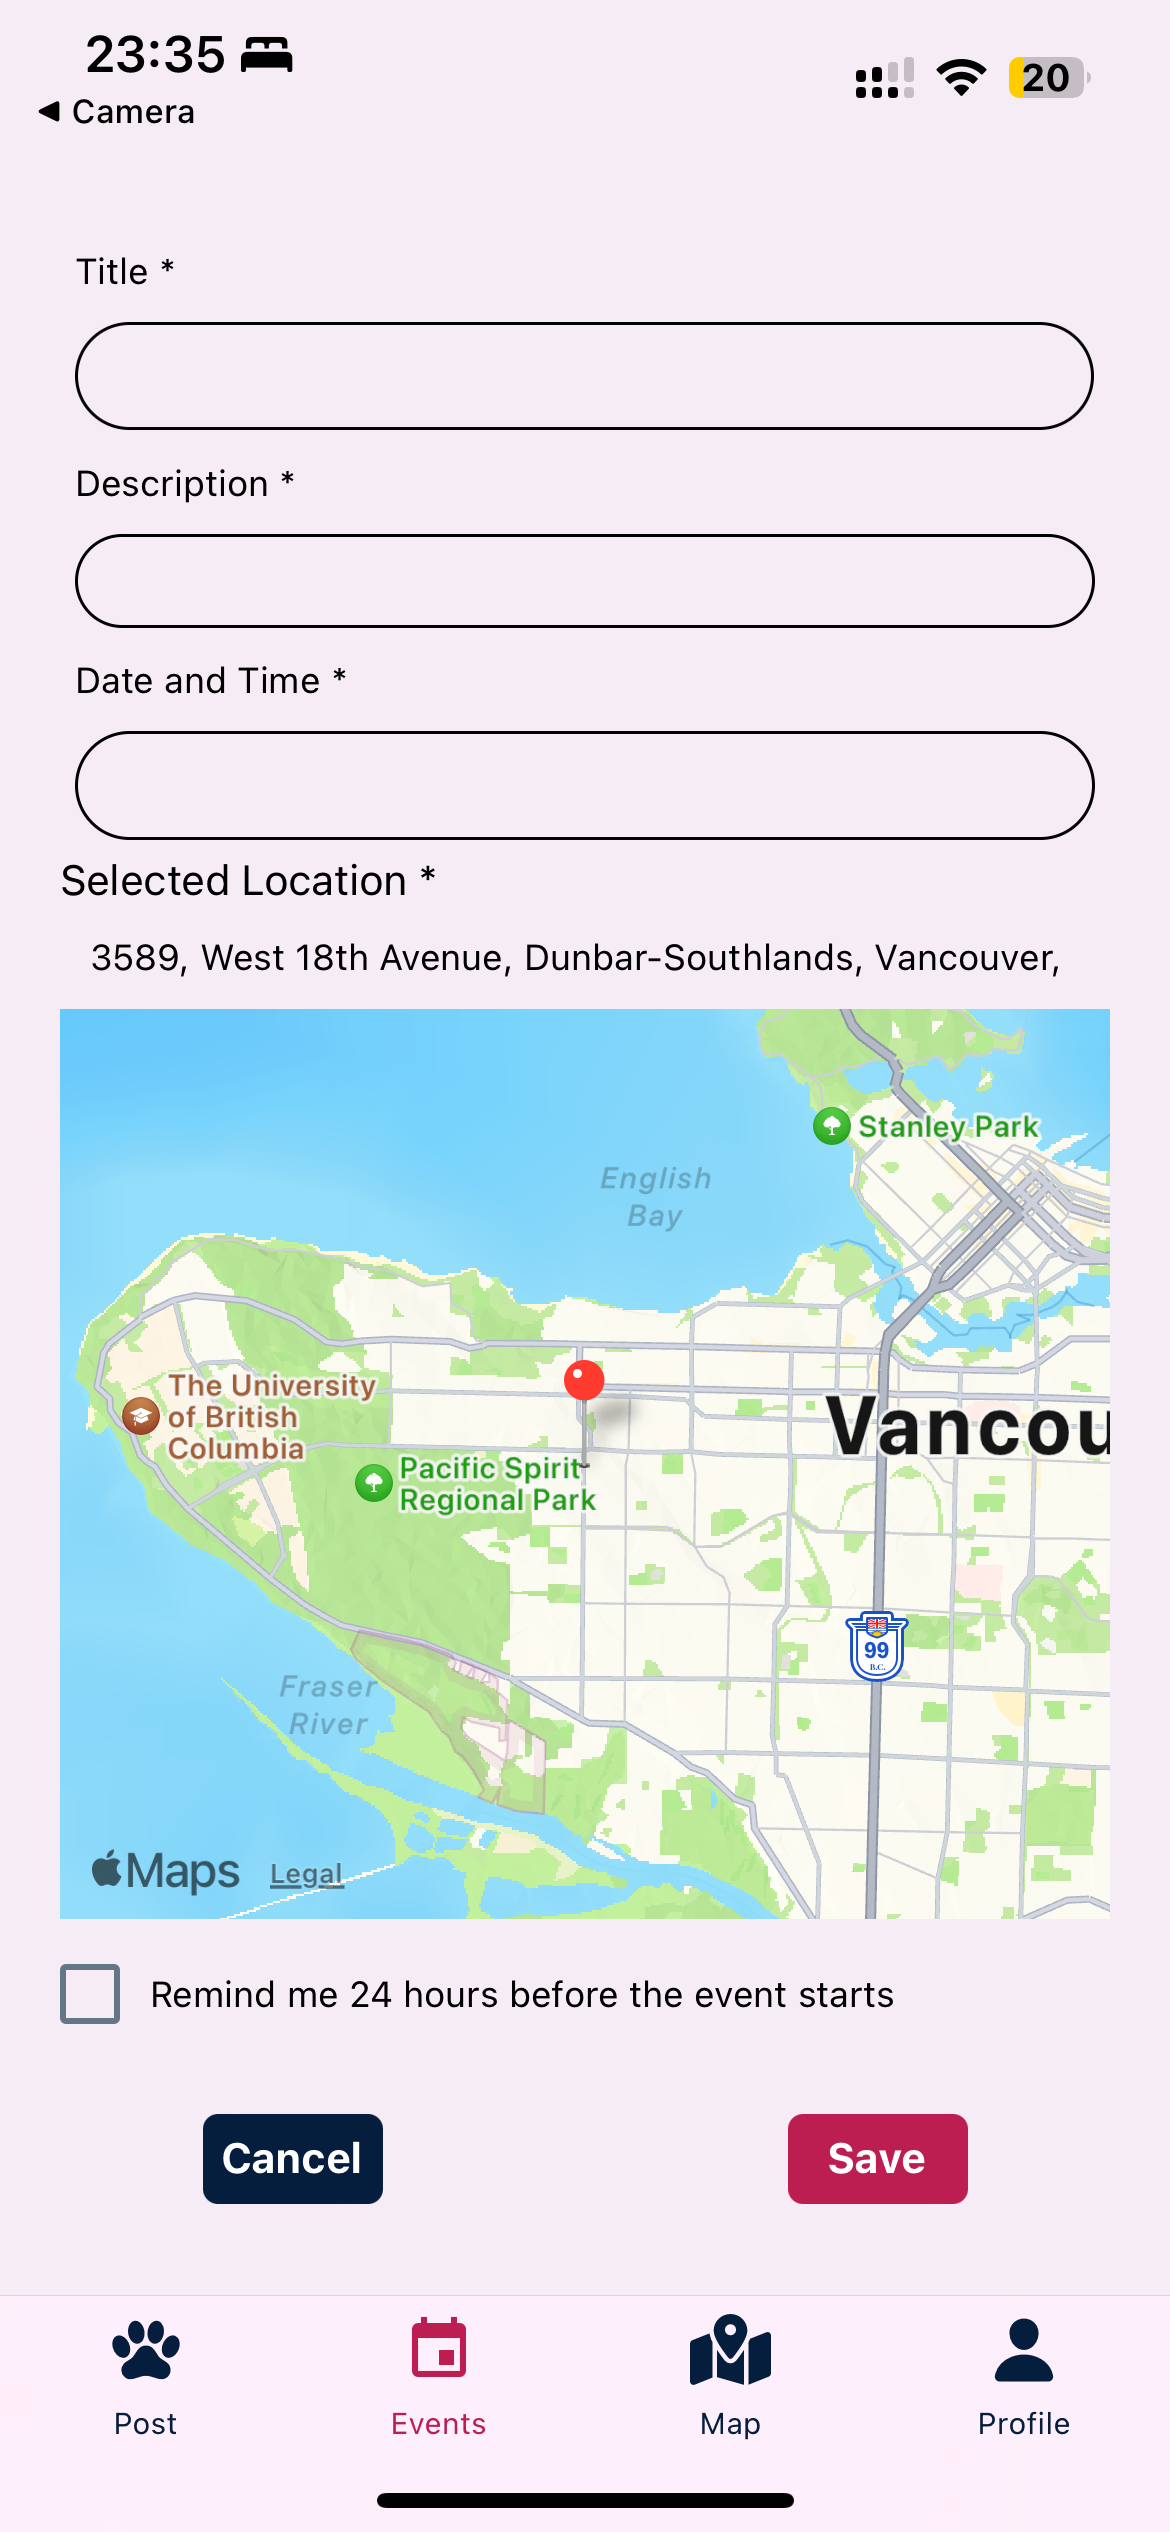 23:35
20
◀ Camera
Title *
Description *
Date and Time *
Selected Location *
3589, West 18th Avenue, Dunbar-Southlands, Vancouver,
Stanley Park
English
Bay
The University
of British
Columbia
Vancou
Pacific Spirit
Regional Park
99
B.C.
Fraser
River
Maps
Legal
Remind me 24 hours before the event starts
Cancel
Save
Post
Events
Map
Profile